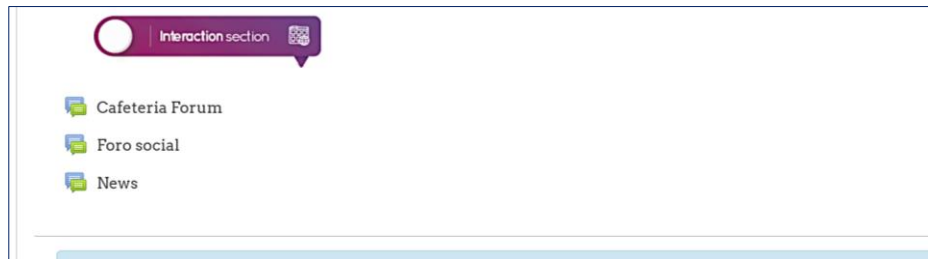 Interaction section
Cafeteria Forum
Foro social
News